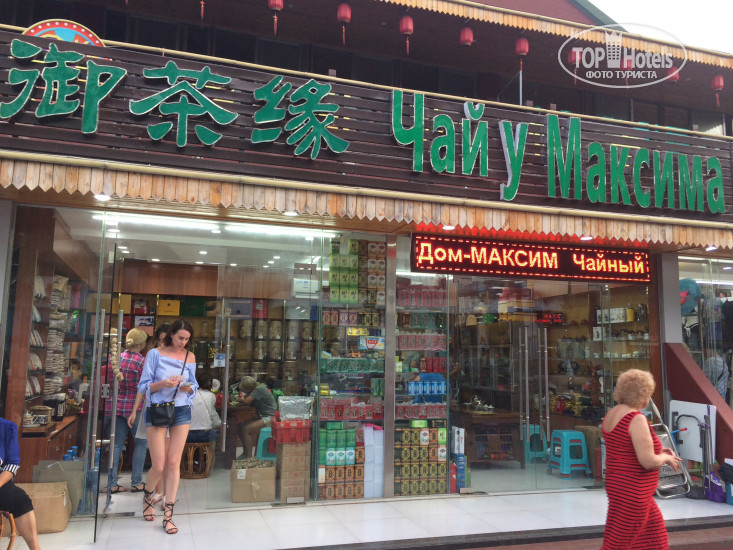 TOP Hotels
ФОТО ТУРИСТА
御茶缘 Чай у Максима
Дом-МАКСИМ Чайный